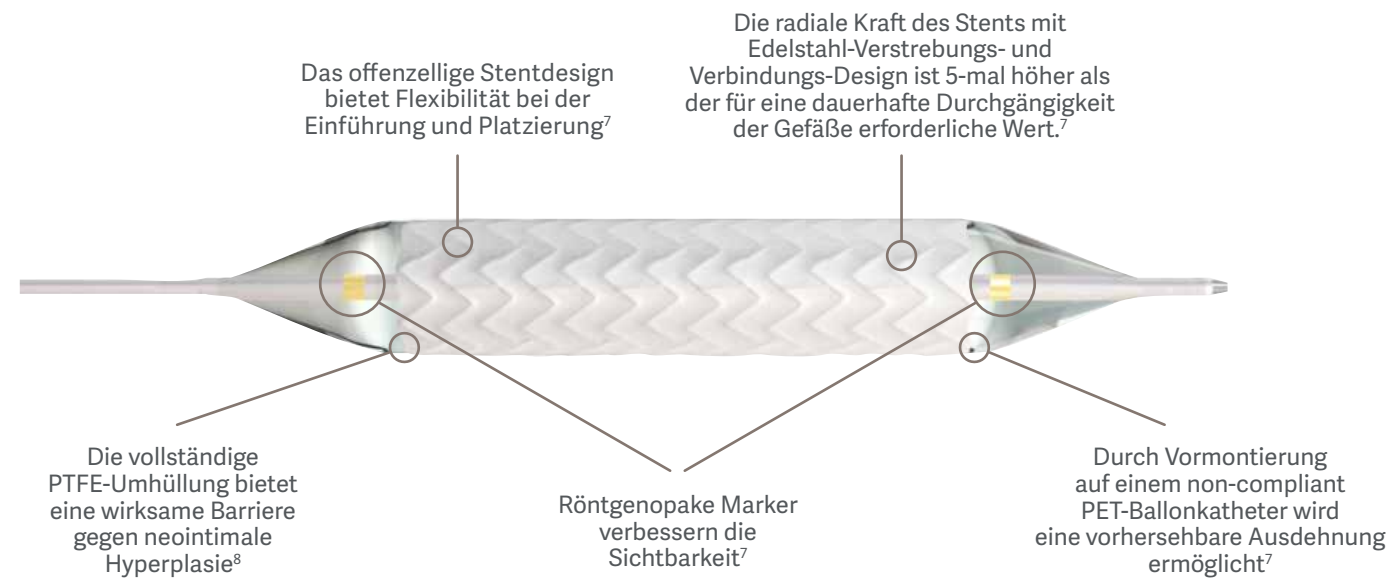 Das offenzellige Stentdesign
bietet Flexibilität bei der
Einführung und Platzierung⁷
Die radiale Kraft des Stents mit
Edelstahl-Verstrebungs- und
Verbindungs-Design ist 5-mal höher als
der für eine dauerhafte Durchgängigkeit
der Gefäße erforderliche Wert.⁷
Die vollständige
PTFE-Umhüllung bietet
eine wirksame Barriere
gegen neointimale
Hyperplasie⁸
Röntgenopake Marker
verbessern die
Sichtbarkeit⁷
Durch Vormontierung
auf einem non-compliant
PET-Ballonkatheter wird
eine vorhersehbare Ausdehnung
ermöglicht⁷